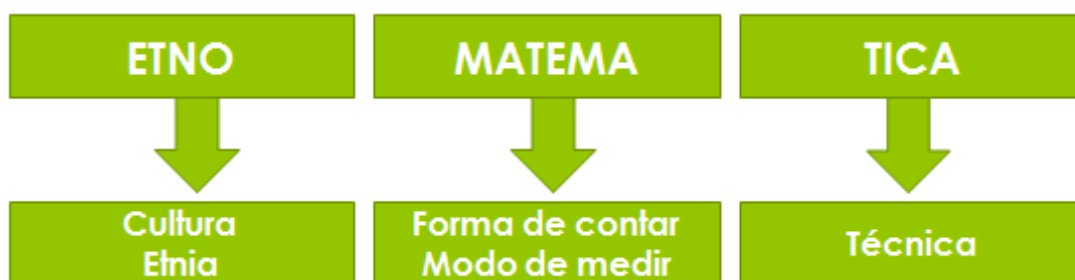 ETNO
MATEMA
TICA
Cultura
Etnia
Forma de contar
Modo de medir
Técnica